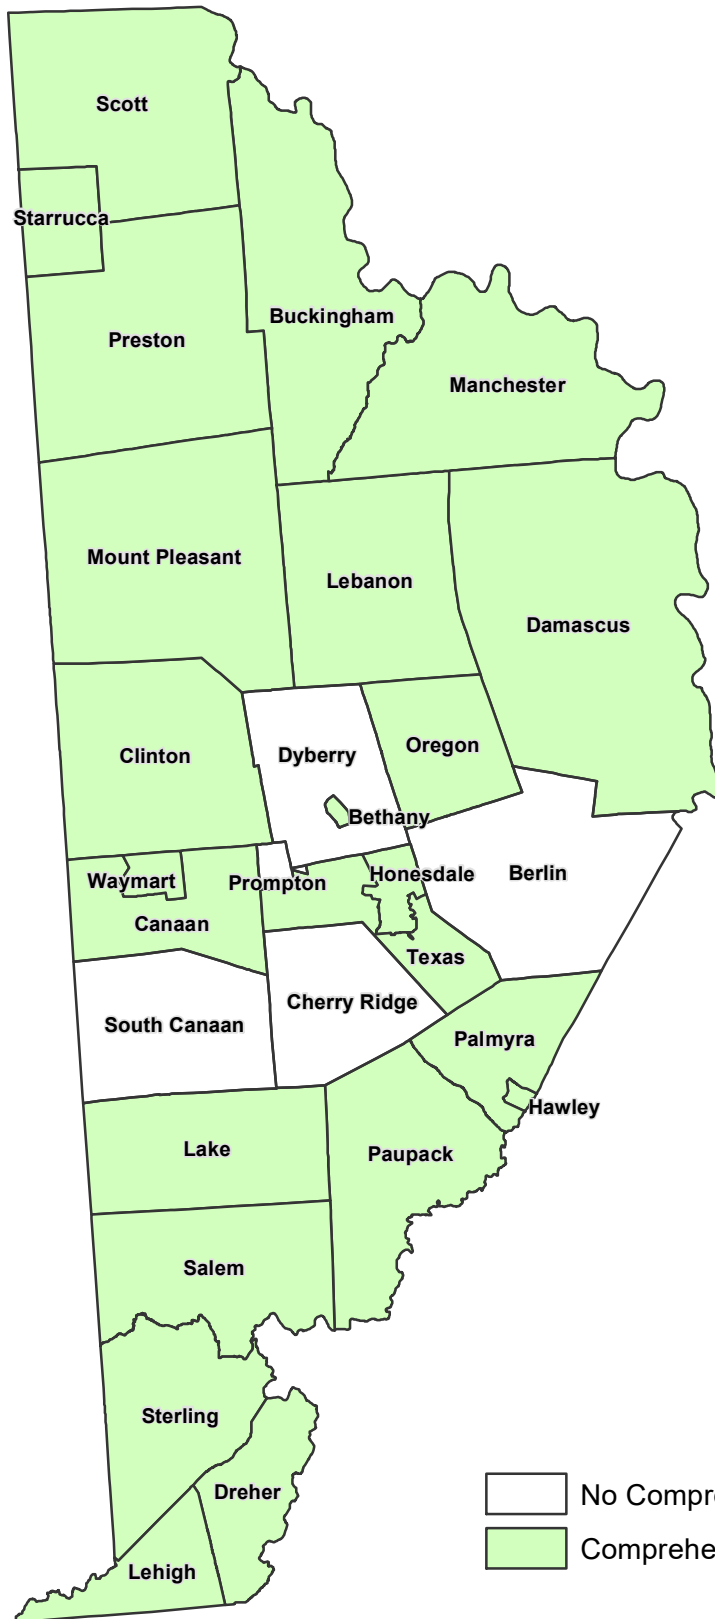 Scott
Starrucca
Buckingham
Preston
Manchester
Mount Pleasant
Lebanon
Damascus
Oregon
Clinton
Dyberry
Bethany
Honesdale
Berlin
Waymart
Prompton
Canaan
Texas
Cherry Ridge
South Canaan
Palmyra
Hawley
Lake
Paupack
Salem
Sterling
Dreher
Lehigh
No Compre
Comprehe